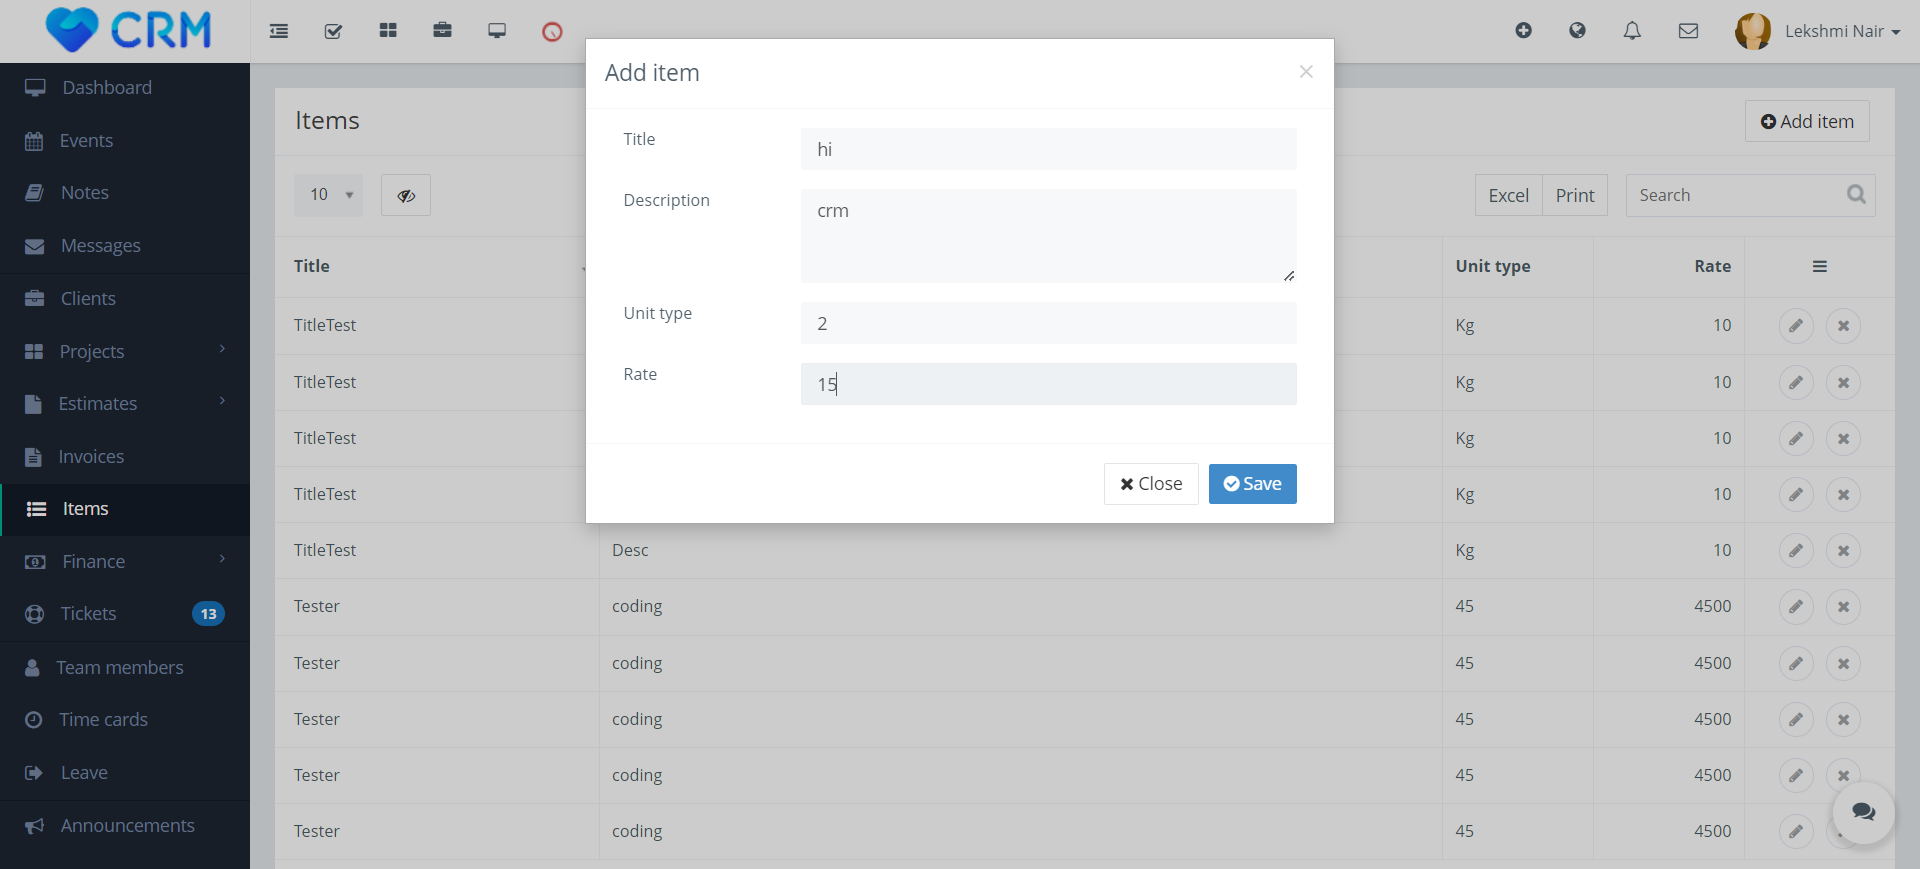 CRM
Lekshmi Nair
Dashboard
Events
Notes
Messages
Clients
Projects
Estimates
Invoices
Items
Finance
Tickets 13
Team members
Time cards
Leave
Announcements
Items
Add item
10
Excel Print Search
Title Unit type Rate
TitleTest Kg 10
TitleTest Kg 10
TitleTest Kg 10
TitleTest Kg 10
TitleTest Desc Kg 10
Tester coding 45 4500
Tester coding 45 4500
Tester coding 45 4500
Tester coding 45 4500
Tester coding 45 4500
Add item
Title hi
Description crm
Unit type 2
Rate 15
Close Save